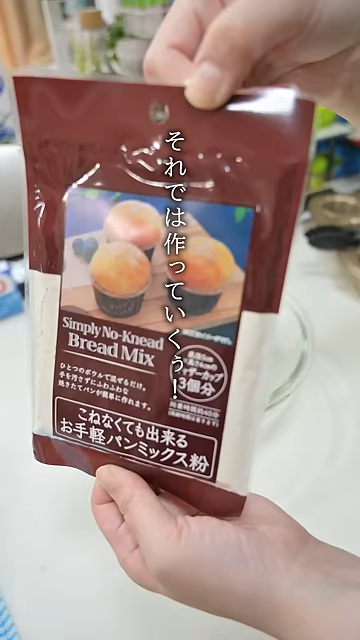 それでは作っていくぅ！
Simply No-Knead
Bread Mix
ひとつのボウルで混ぜるだけ。
手を汚さずにふわふわな
焼きたてパンが簡単に作れます。
3個分
こねなくても出来る
お手軽パンミックス粉